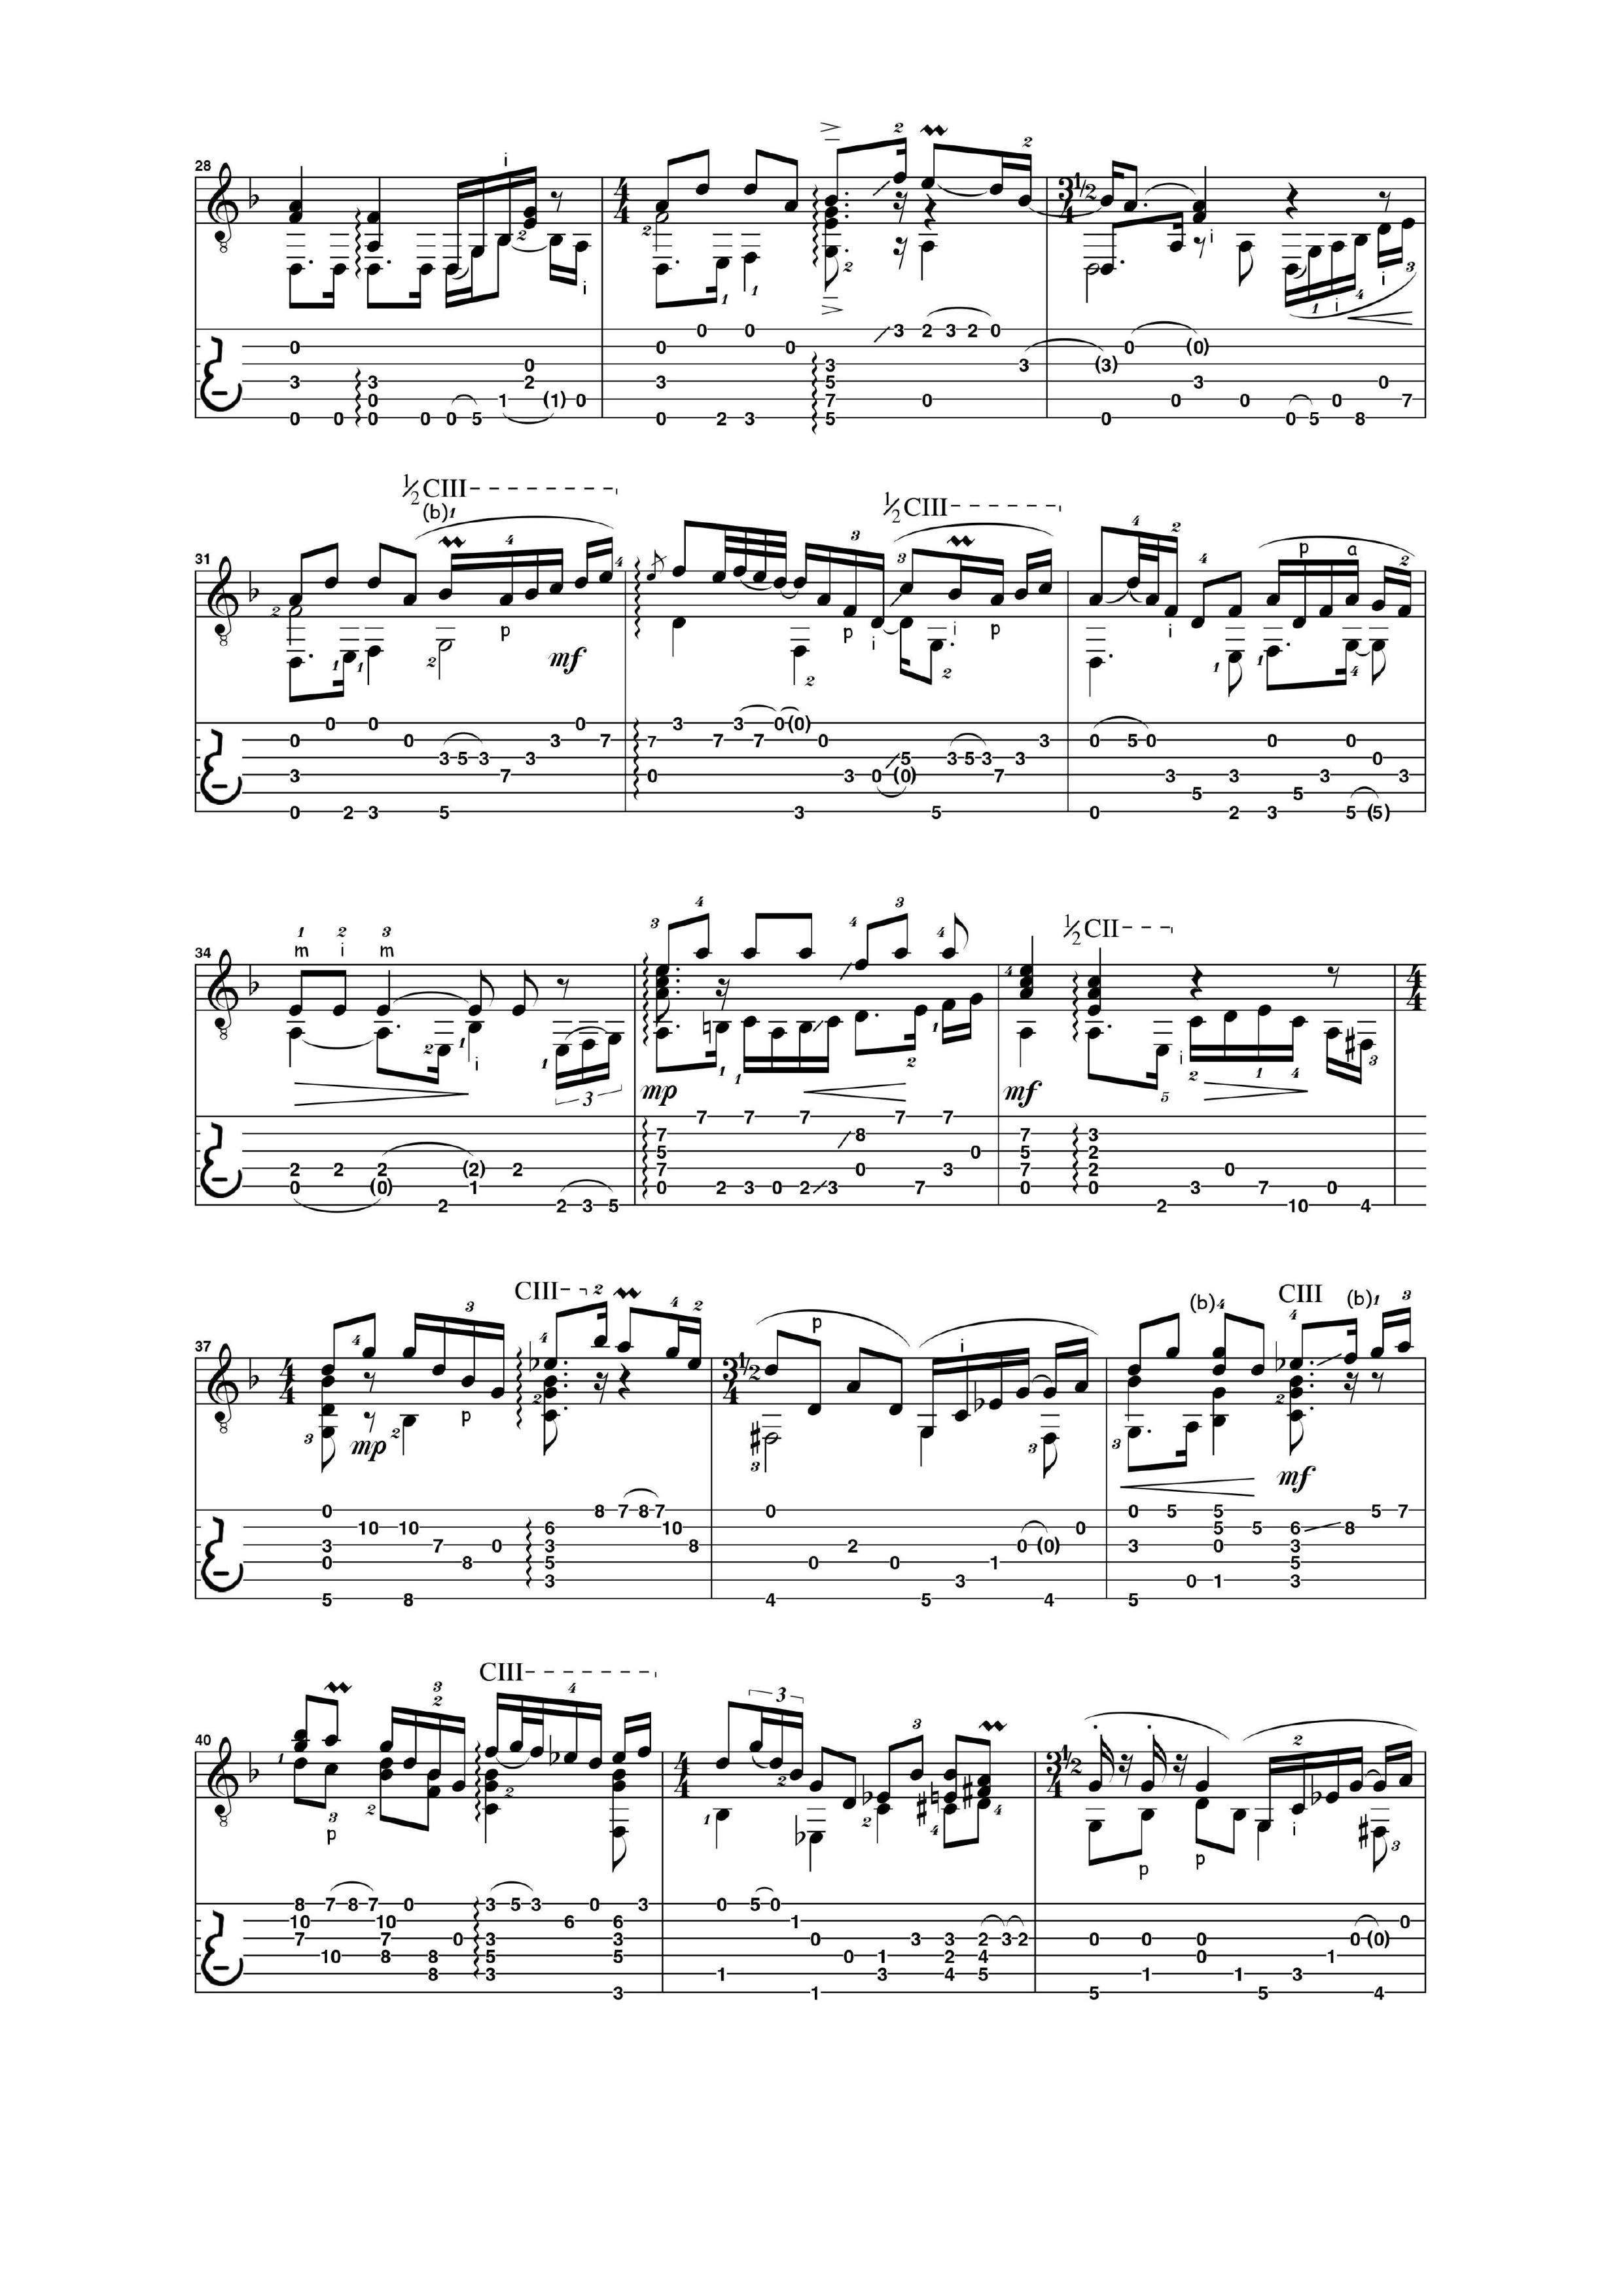 i 2 2
28 4 4 3½ 4
2 2 i
i 1 1 2 1 i 4 i 3
0 0 3 2 3 2 0
0 0 0 0 (0)
0 3 3 (3)
3 3 2 3 5 3 0
0 1 (1) 0 7 0 0 0 0 7
0 0 0 0 0 5 0 2 3 5 0 0 5 8
½CIII
(b) 1 ½CIII
4 3 3 4 2 p a 2
31 4 4
2 p p i i p i
1 1 2 mf 2 2 1 1 4
0 0 3 3 0 (0)
0 0 3 7 7 7 7 0 0 5 0 0 0
3 5 3 3 5 3 5 3 3 0
3 7 0 3 0 (0) 7 3 3 3
5 5
0 2 3 5 3 5 0 2 3 5 (5)
1 2 3 3 4 4 3 4 ½CII
34 m i m 4 4 4
2 1 i 1 3 1 1 2 1 i 2 1 4 3
mp mf 5
7 7 7 7 7
7 8 7 3
5 0 5 2
2 2 2 (2) 2 7 0 3 7 2 0
0 (0) 1 0 2 3 0 2 3 7 0 0 3 7 0
2 2 3 5 2 10 4
CIII 2 (b) 4 CIII (b) 1 3
4 3 4 4 2 p i 4
37 4 4 3½ 4
3 mp 2 p 2 3 3 3 2 mf
0 8 7 8 7 0 0 5 5 5 7
10 10 6 10 0 5 5 6 8
3 7 0 3 8 2 0 (0) 3 0 3
0 8 5 0 0 1 5
3 3 0 1 3
5 8 4 5 4 5
CIII
3 2 4 3 3 2
40 4 4 3½ 4
1 3 p 2 2 1 2 2 4 4 p p i 3
8 7 8 7 0 3 5 3 0 3 0 5 0
10 10 6 6 1 0
7 7 0 3 3 0 3 3 2 3 2 0 0 0 0 (0)
10 8 8 5 5 0 1 2 4 0 1
8 3 1 3 4 5 1 1 3
3 1 5 5 4